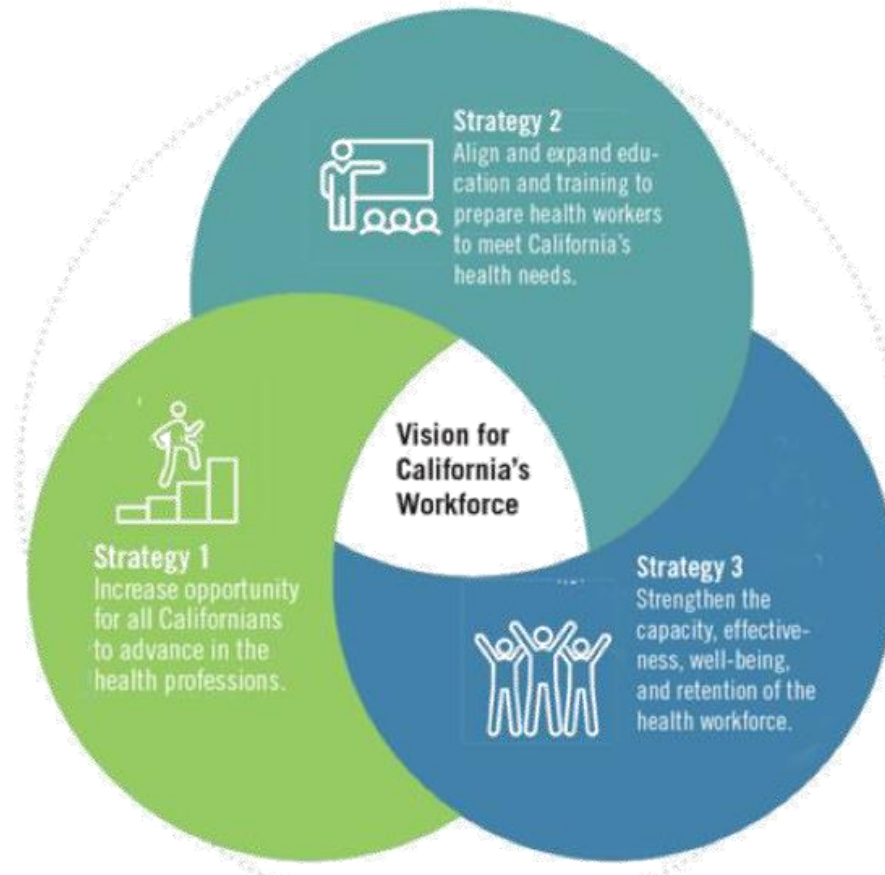 Strategy 2
Align and expand edu-
cation and training to
prepare health workers
to meet California's
health needs.
Vision for
California's
Workforce
Strategy 1
Increase opportunity
for all Californians
to advance in the
health professions.
Strategy 3
Strengthen the
capacity, effective-
ness, well-being,
and retention of the
health workforce.